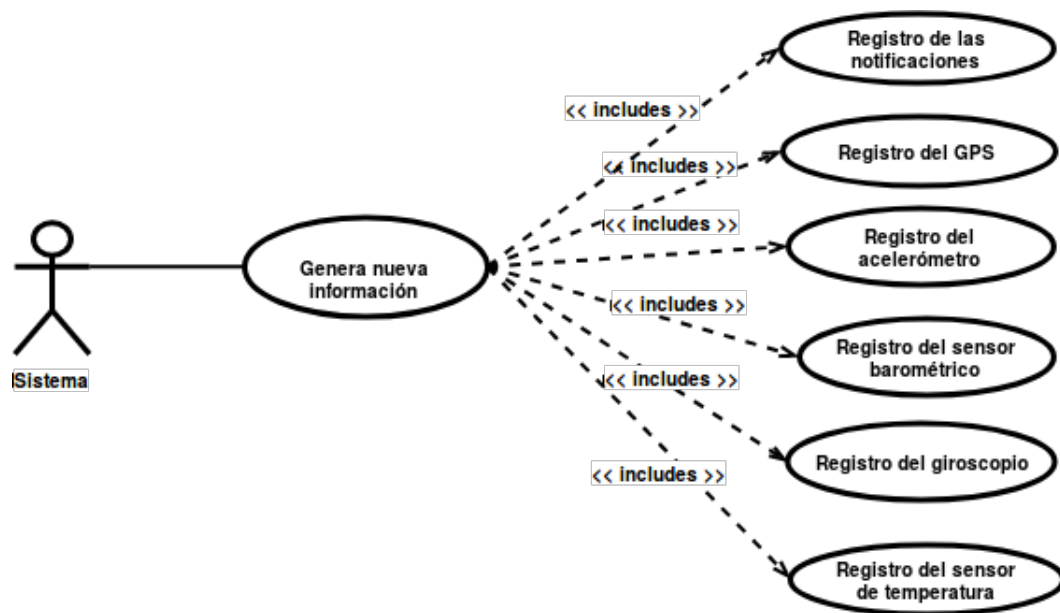 Registro de las
notificaciones
<< includes >>
Registro del GPS
<< includes >>
<< includes >>
Registro del
acelerómetro
Genera nueva
información
<< includes >>
Registro del sensor
barométrico
Sistema
<< includes >>
Registro del giroscopio
<< includes >>
Registro del sensor
de temperatura